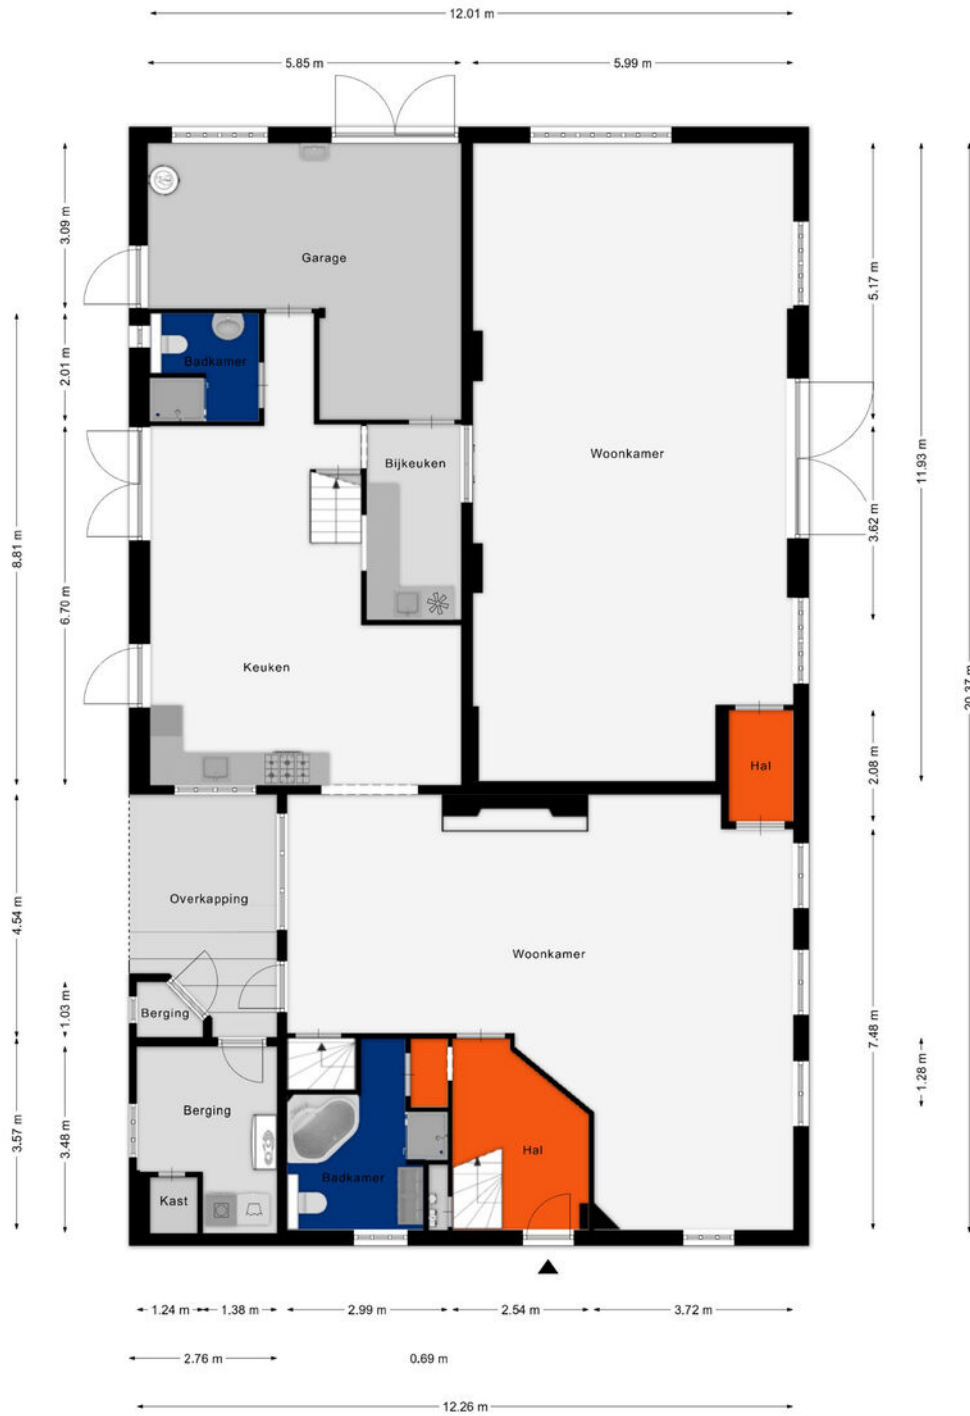 12.01 m
5.85 m
5.99 m
3.09 m
5.17 m
Garage
2.01 m
Badkamer
Woonkamer
Bijkeuken
11.93 m
3.62 m
8.81 m
6.70 m
Keuken
20.37 m
Hal
2.08 m
Overkapping
4.54 m
Woonkamer
1.03 m
Berging
7.48 m
1.28 m
Berging
3.57 m
3.48 m
Hal
Badkamer
Kast
1.24 m
1.38 m
2.99 m
2.54 m
3.72 m
2.76 m
0.69 m
12.26 m